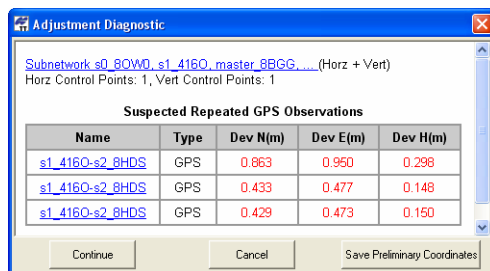 Adjustment Diagnostic
Subnetwork s0_8OW0, s1_416O, master_8BGG, ... (Horz + Vert)
Horz Control Points: 1, Vert Control Points: 1
Suspected Repeated GPS Observations
Name Type Dev N(m) Dev E(m) Dev H(m)
s1_416O-s2_8HDS GPS 0.863 0.950 0.298
s1_416O-s2_8HDS GPS 0.433 0.477 0.148
s1_416O-s2_8HDS GPS 0.429 0.473 0.150
Continue Cancel Save Preliminary Coordinates